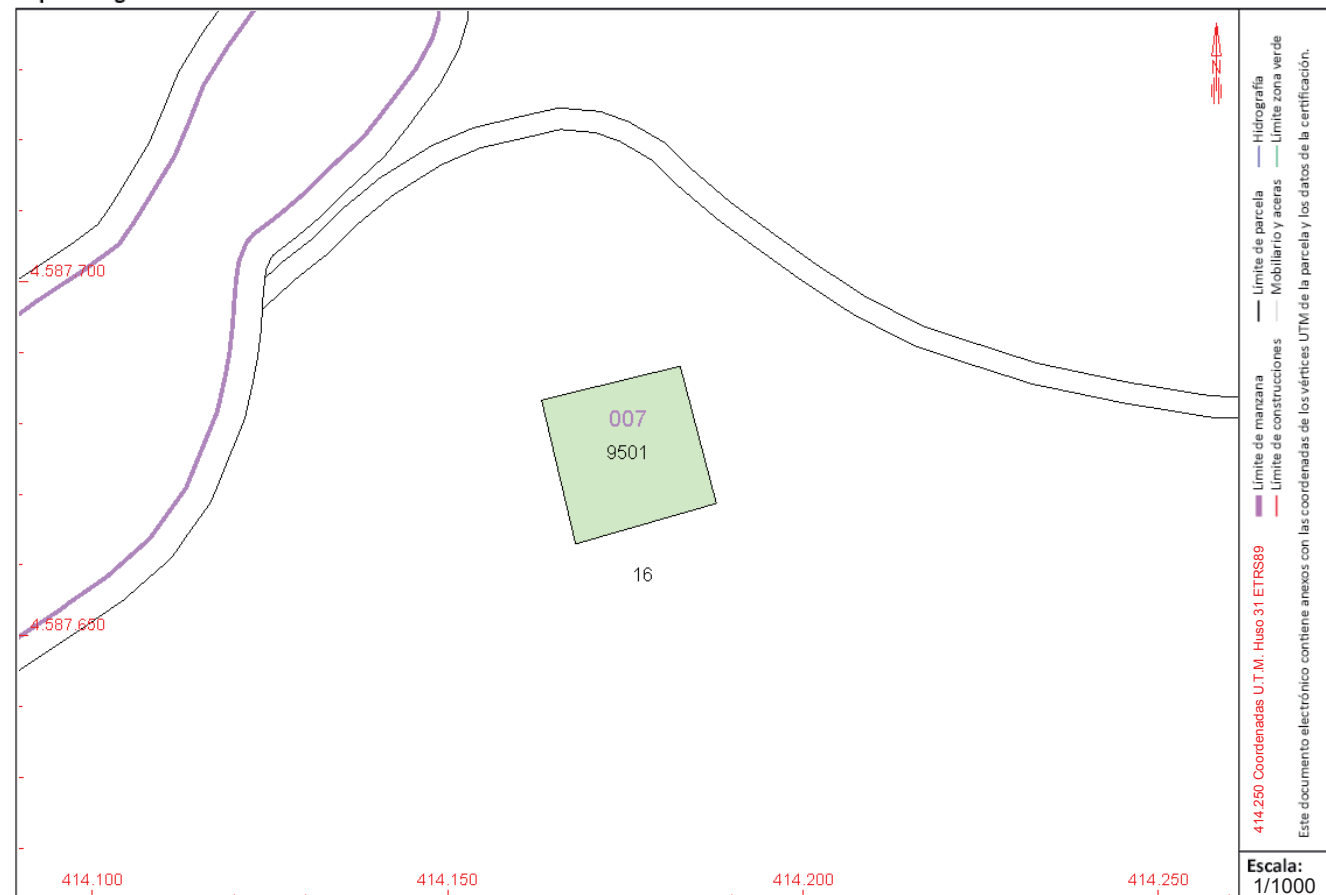 4.587.700
007
9501
16
4.587.650
414.100
414.150
414.200
414.250
N
414.250 Coordenadas U.T.M. Huso 31 ETRS89
Límite de manzana
Límite de parcela
Hidrografía
Límite de construcciones
Mobiliario y aceras
Límite zona verde
Este documento electrónico contiene anexos con las coordenadas de los vértices UTM de la parcela y los datos de la certificación.
Escala:
1/1000